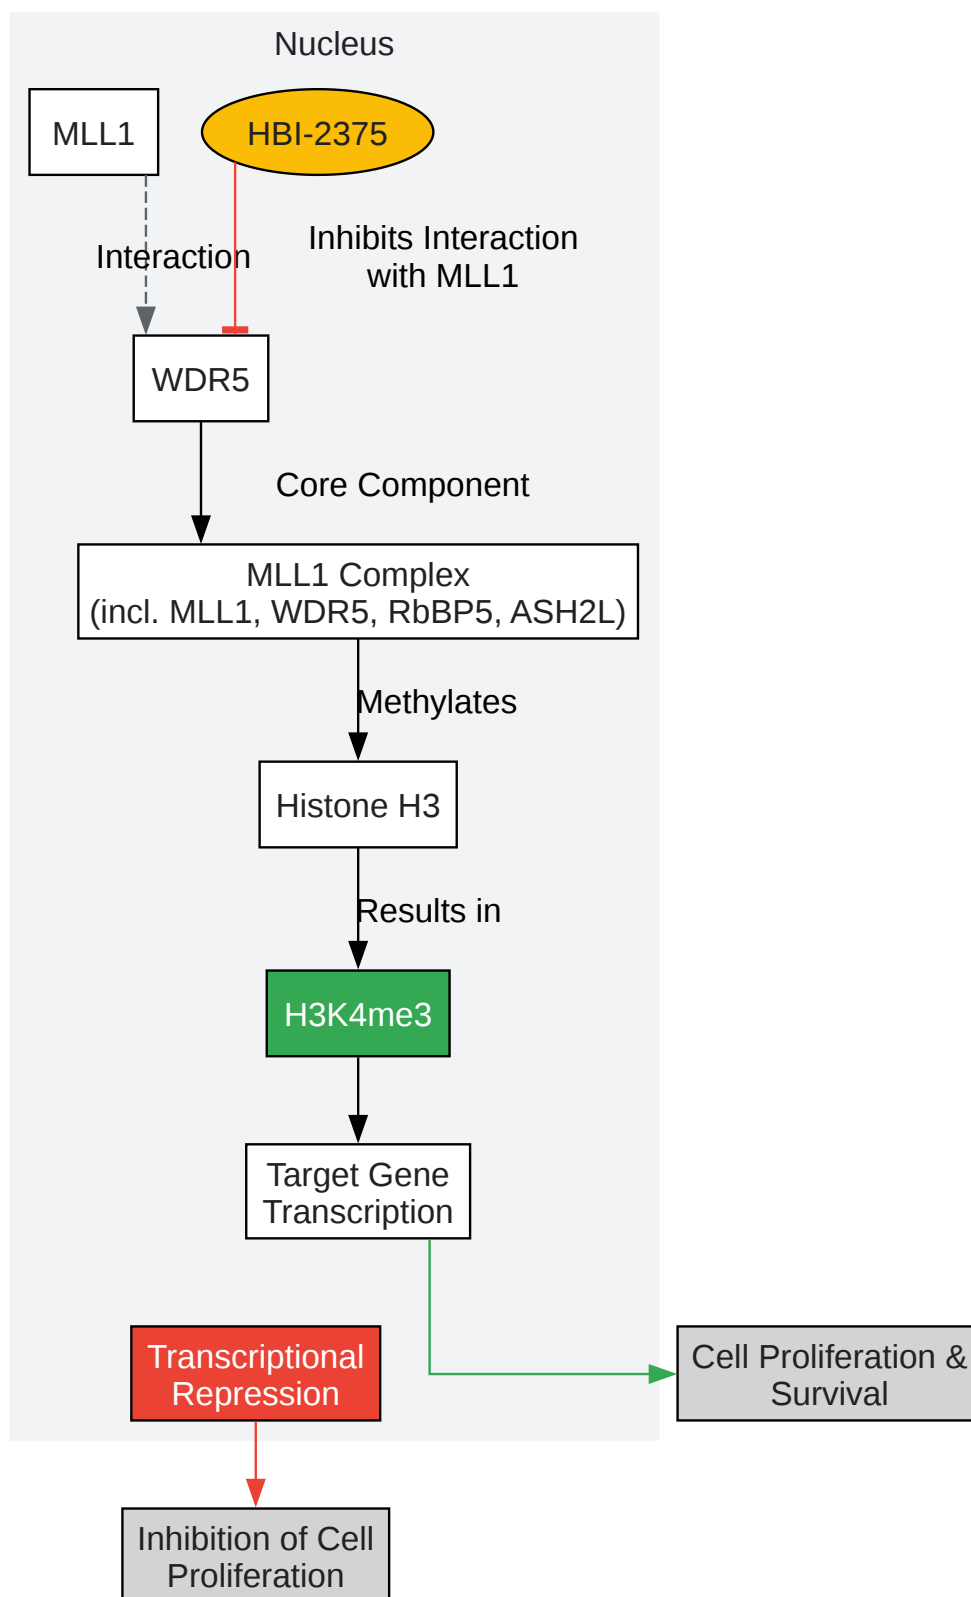 Nucleus
MLL1
HBI-2375
Interaction
Inhibits Interaction
with MLL1
WDR5
Core Component
MLL1 Complex
(incl. MLL1, WDR5, RbBP5, ASH2L)
Methylates
Histone H3
Results in
H3K4me3
Target Gene
Transcription
Transcriptional
Repression
Cell Proliferation &
Survival
Inhibition of Cell
Proliferation